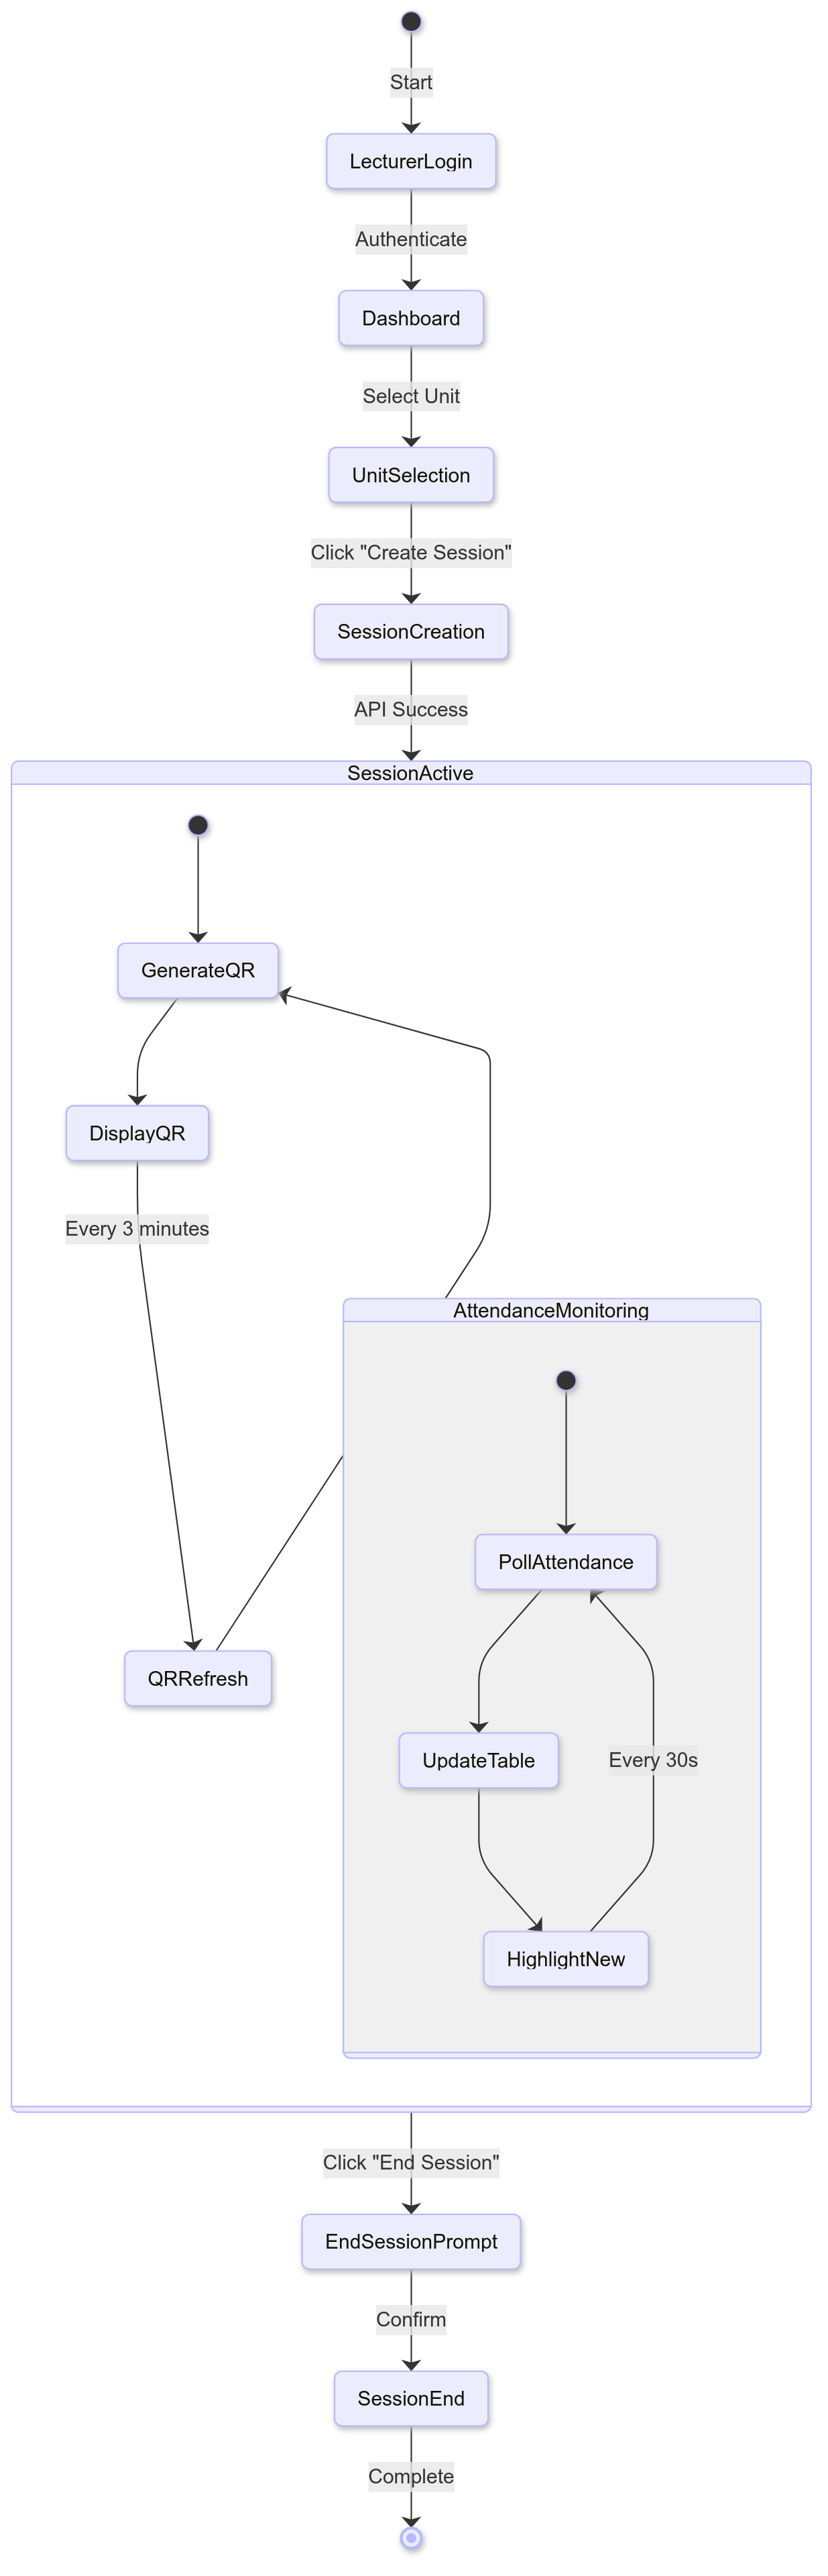 Start
LecturerLogin
Authenticate
Dashboard
Select Unit
UnitSelection
Click "Create Session"
SessionCreation
API Success
SessionActive
GenerateQR
DisplayQR
Every 3 minutes
AttendanceMonitoring
PollAttendance
QRRefresh
UpdateTable
Every 30s
HighlightNew
Click "End Session"
EndSessionPrompt
Confirm
SessionEnd
Complete